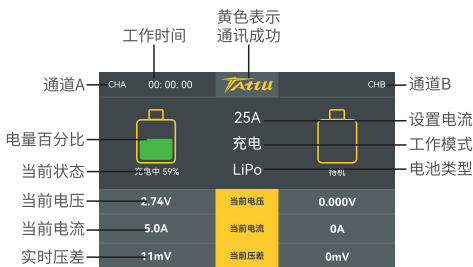 黄色表示
通讯成功
工作时间
通道A
CHA
00: 00: 00
Tattu
CHB
通道B
25A
设置电流
电量百分比
充电
工作模式
LiPo
电池类型
当前状态
充电中 59%
待机
当前电压
2.74V
当前电压
0.000V
当前电流
5.0A
当前电流
0A
实时压差
11mV
当前压差
0mV